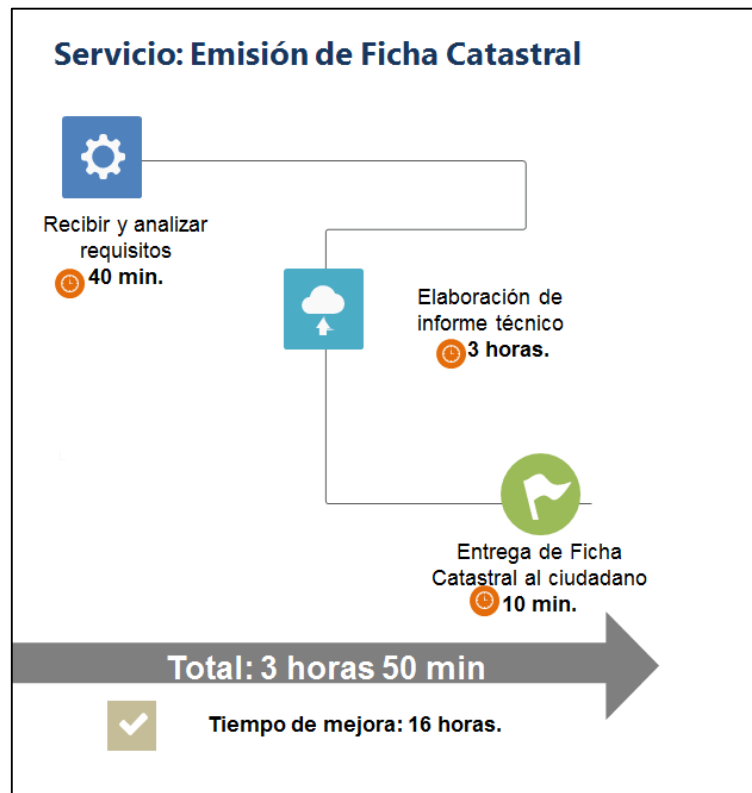 Servicio: Emisión de Ficha Catastral
Recibir y analizar
requisitos
40 min.
Elaboración de
informe técnico
3 horas.
Entrega de Ficha
Catastral al ciudadano
10 min.
Total: 3 horas 50 min
Tiempo de mejora: 16 horas.